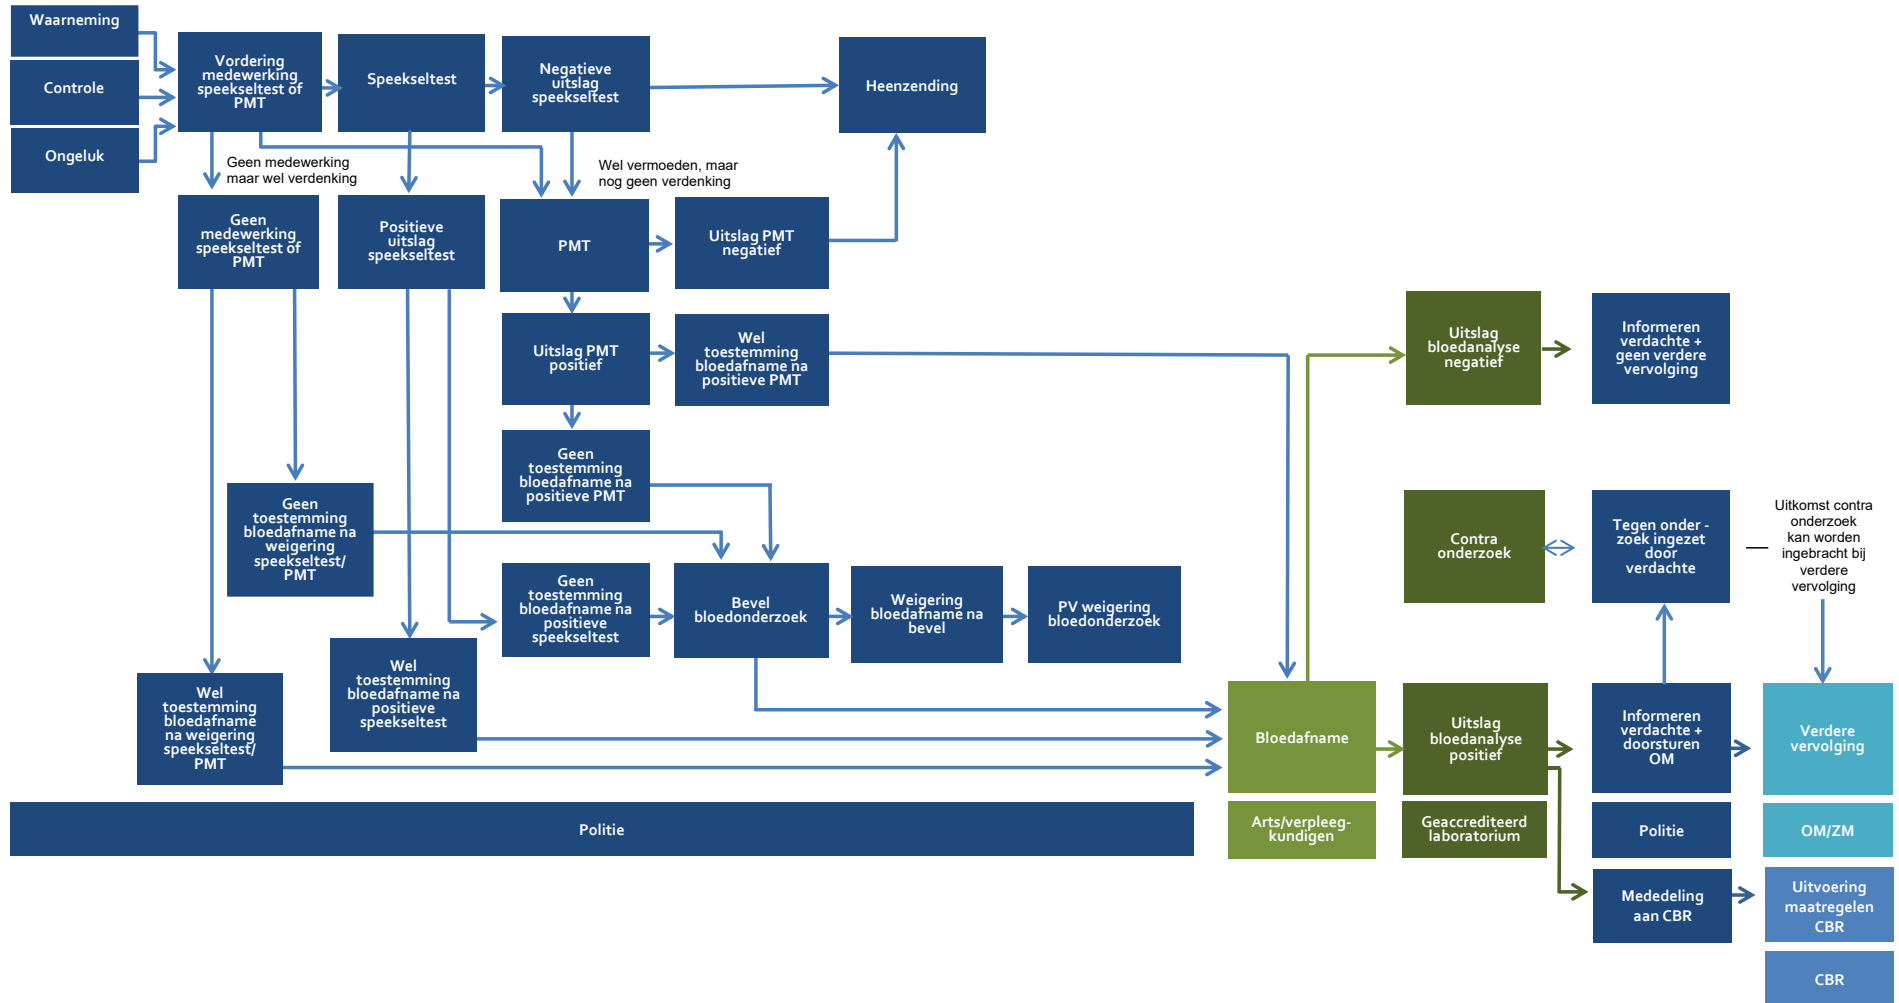 Waarneming
Controle
Ongeluk
Vordering
medewerking
speekseltest of
PMT
Speekseltest
Negatieve
uitslag
speekseltest
Heenzending
Geen medewerking
maar wel verdenking
Wel vermoeden, maar
nog geen verdenking
Geen
medewerking
speekseltest of
PMT
Positieve
uitslag
speekseltest
PMT
Uitslag PMT
negatief
Uitslag PMT
positief
Wel
toestemming
bloedafname na
positieve PMT
Uitslag
bloedanalyse
negatief
Informeren
verdachte +
geen verdere
vervolging
Geen
toestemming
bloedafname na
positieve PMT
Geen
toestemming
bloedafname na
weigering
speekseltest/
PMT
Contra
onderzoek
Tegen onder -
zoek ingezet
door
verdachte
Uitkomst contra
onderzoek
kan worden
ingebracht bij
verdere
vervolging
Geen
toestemming
bloedafname na
positieve
speekseltest
Bevel
bloedonderzoek
Weigering
bloedafname na
bevel
PV weigering
bloedonderzoek
Wel
toestemming
bloedafname na
positieve
speekseltest
Wel
toestemming
bloedafname
na weigering
speekseltest/
PMT
Bloedafname
Uitslag
bloedanalyse
positief
Informeren
verdachte +
doorsturen
OM
Verdere
vervolging
Politie
Arts/verpleeg-
kundigen
Geaccrediteerd
laboratorium
Politie
OM/ZM
Mededeling
aan CBR
Uitvoering
maatregelen
CBR
CBR